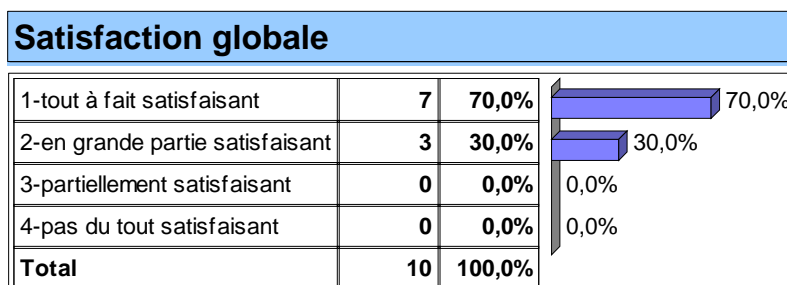 Satisfaction globale
1-tout à fait satisfaisant 7 70,0% 70,0%
2-en grande partie satisfaisant 3 30,0% 30,0%
3-partiellement satisfaisant 0 0,0% 0,0%
4-pas du tout satisfaisant 0 0,0% 0,0%
Total 10 100,0%